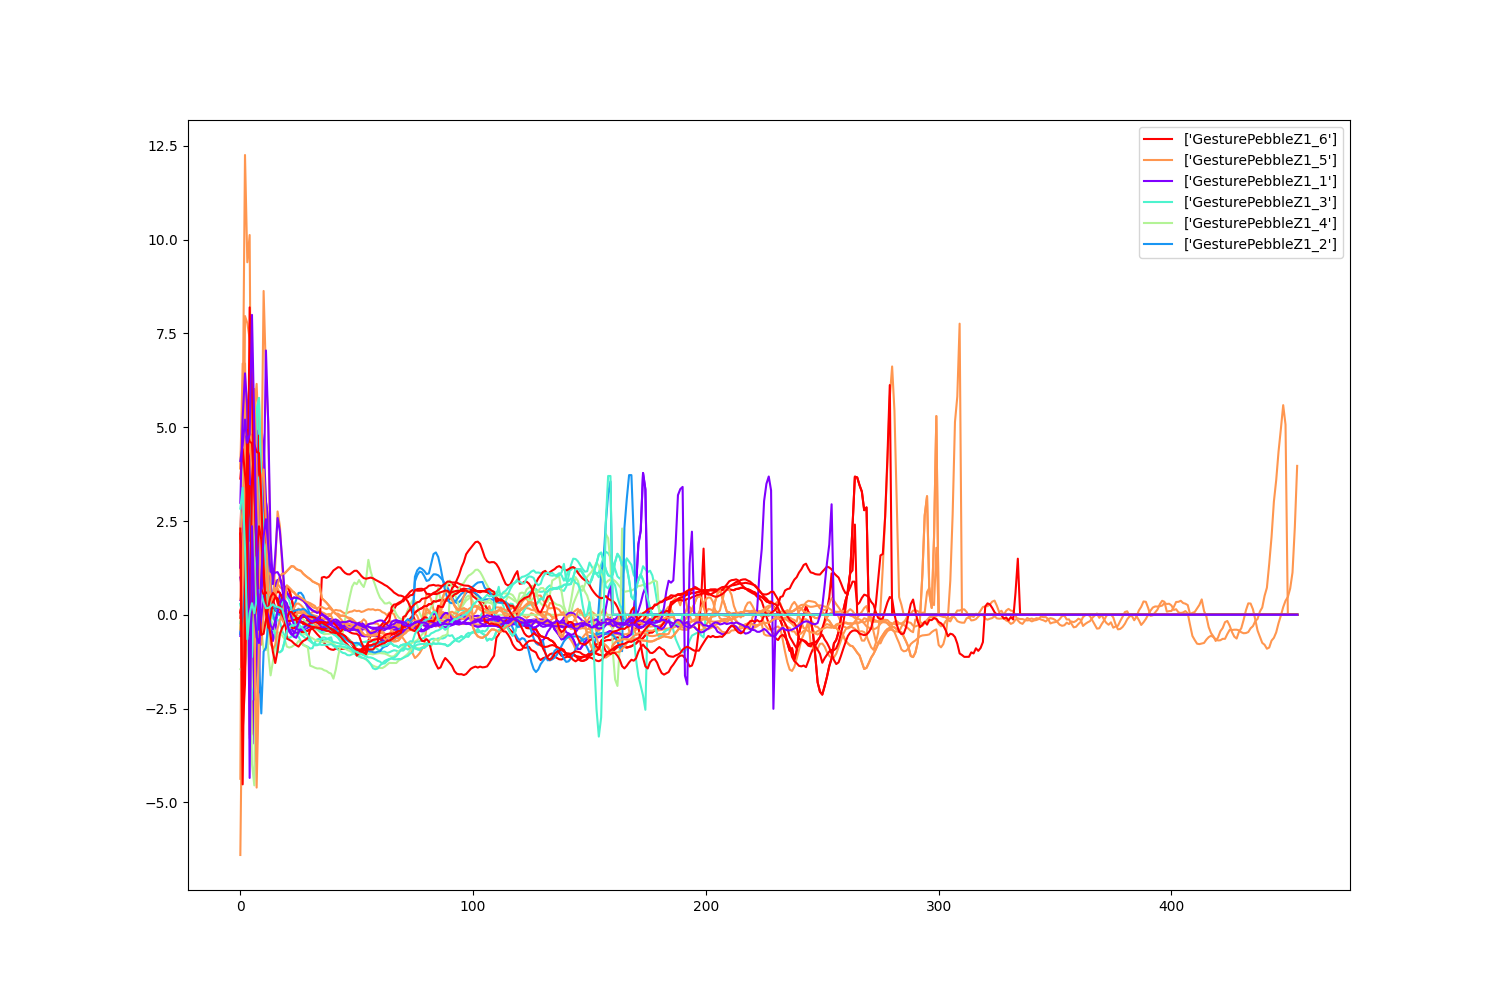 12.5
10.0
7.5
5.0
2.5
0.0
−2.5
−5.0
0
100
200
300
400
['GesturePebbleZ1_6']
['GesturePebbleZ1_5']
['GesturePebbleZ1_1']
['GesturePebbleZ1_3']
['GesturePebbleZ1_4']
['GesturePebbleZ1_2']